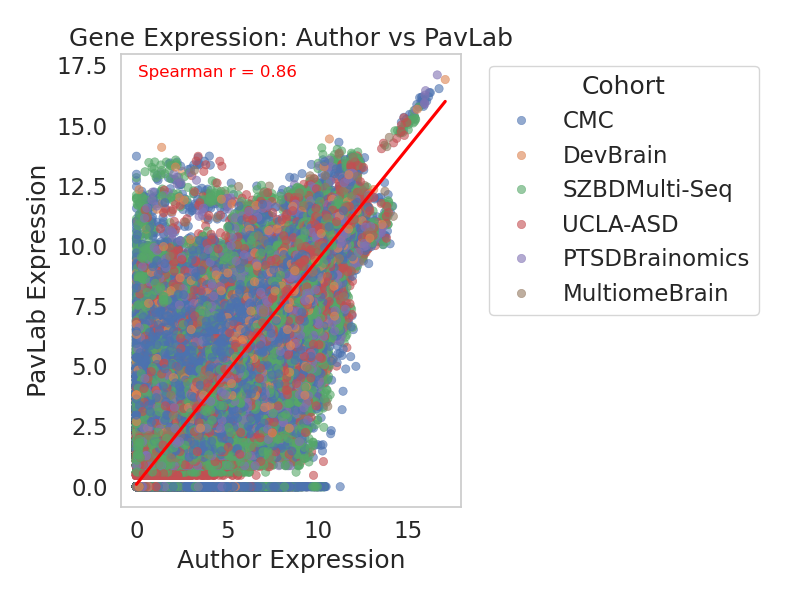 Gene Expression: Author vs PavLab
Spearman r = 0.86
17.5
15.0
12.5
10.0
7.5
5.0
2.5
0.0
PavLab Expression
0 5 10 15
Author Expression
Cohort
CMC
DevBrain
SZBDMulti-Seq
UCLA-ASD
PTSDBrainomics
MultiomeBrain